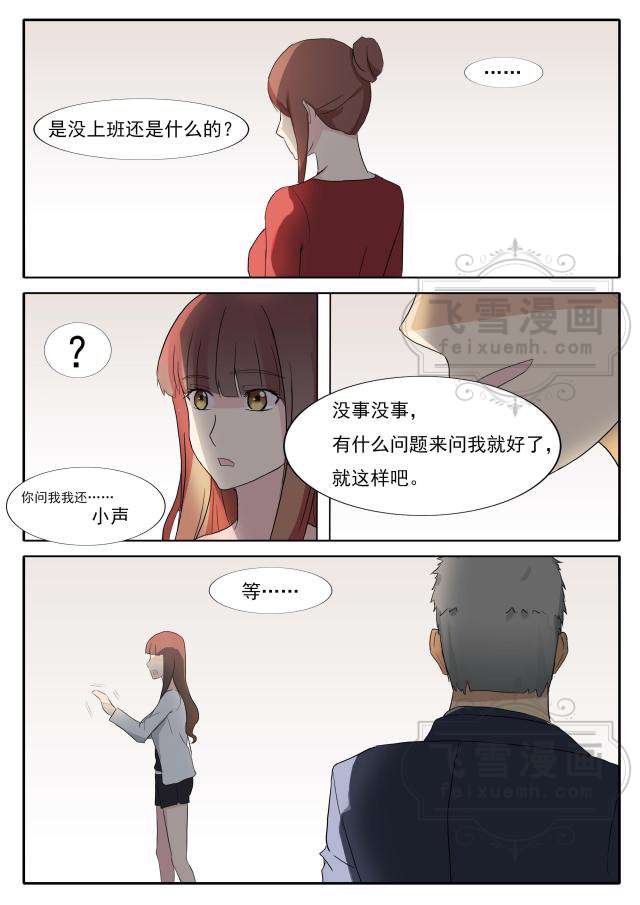 ……
是没上班还是什么的？
？
没事没事，
有什么问题来问我就好了，
就这样吧。
你问我我还……
小声
飞雪漫画
feixuemh.com
等……
飞雪漫画
feixuemh.com